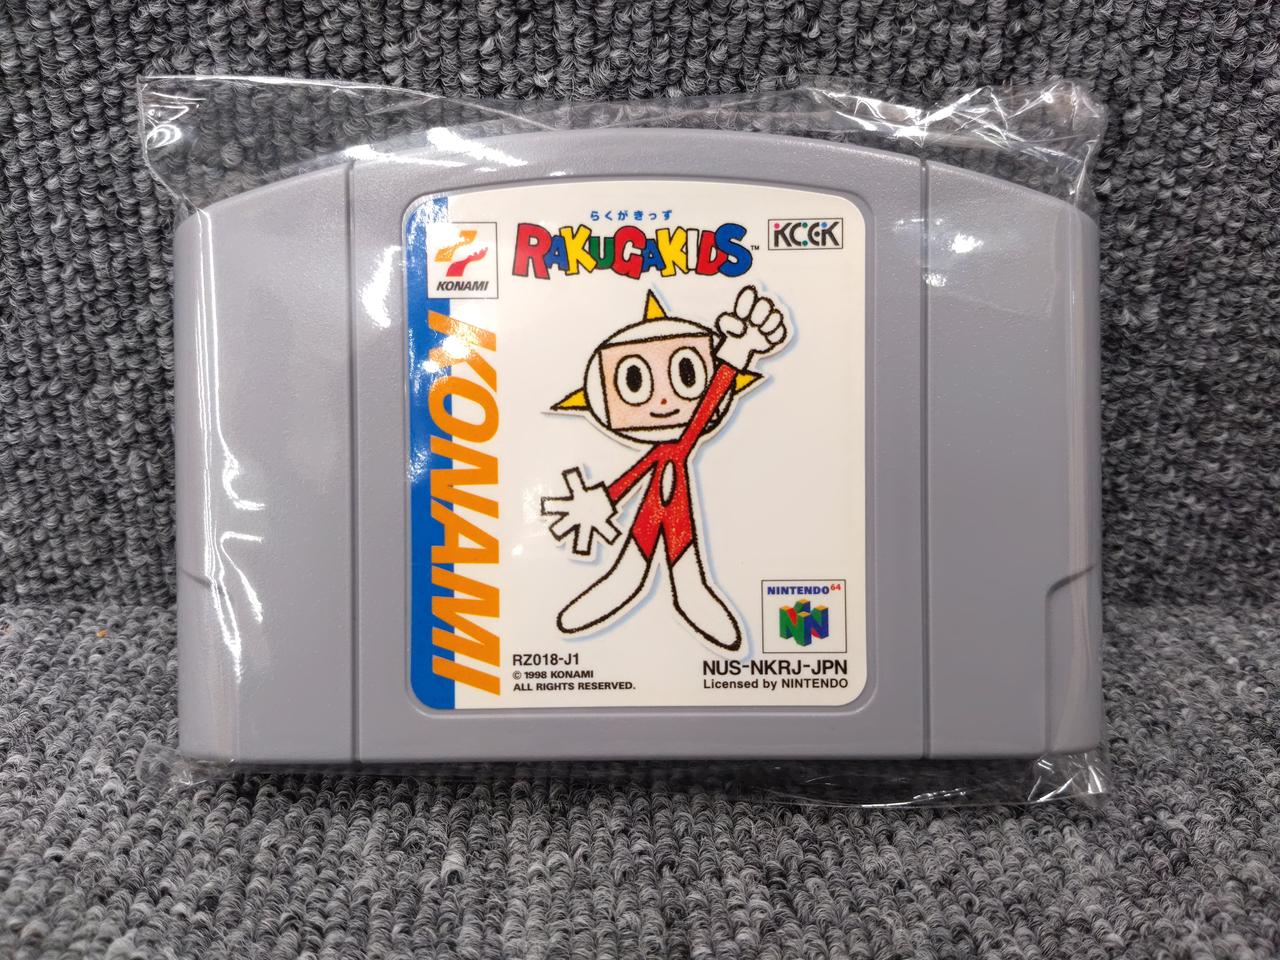 らくがきっず
RAKUGAKIDS™
KCEK
KONAMI
KONAMI
NINTENDO64
RZ018-J1
© 1998 KONAMI
ALL RIGHTS RESERVED.
NUS-NKRJ-JPN
Licensed by NINTENDO